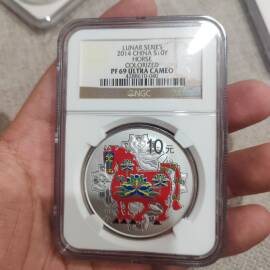 LUNAR SERIES
2014 CHINA S10Y
HORSE
COLORIZED
PF 69 ULTRA CAMEO
NGC
10元